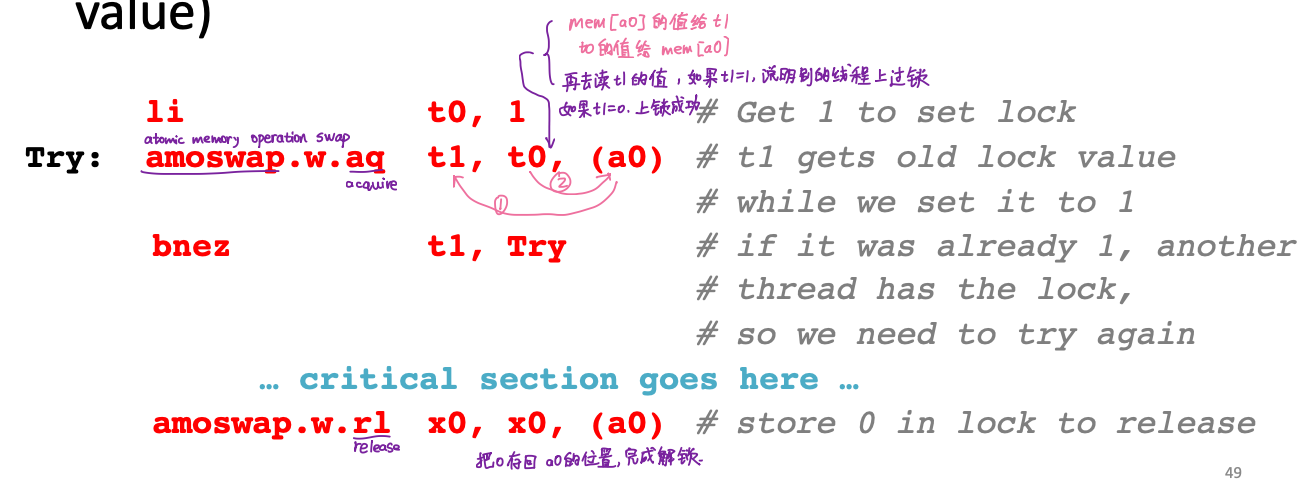 value)
mem[a0]的值给t1
t0的值给 mem[a0]
再去读t1的值，如果t1=1，说明别的线程上过锁
如果t1=0. 上锁成功
li t0, 1 # Get 1 to set lock
atomic memory operation swap
Try: amoswap.w.aq t1, t0, (a0) # t1 gets old lock value
acquire ① ②
# while we set it to 1
bnez t1, Try # if it was already 1, another
# thread has the lock,
# so we need to try again
… critical section goes here …
amoswap.w.rl x0, x0, (a0) # store 0 in lock to release
release
把0存回 a0的位置,完成解锁.
49